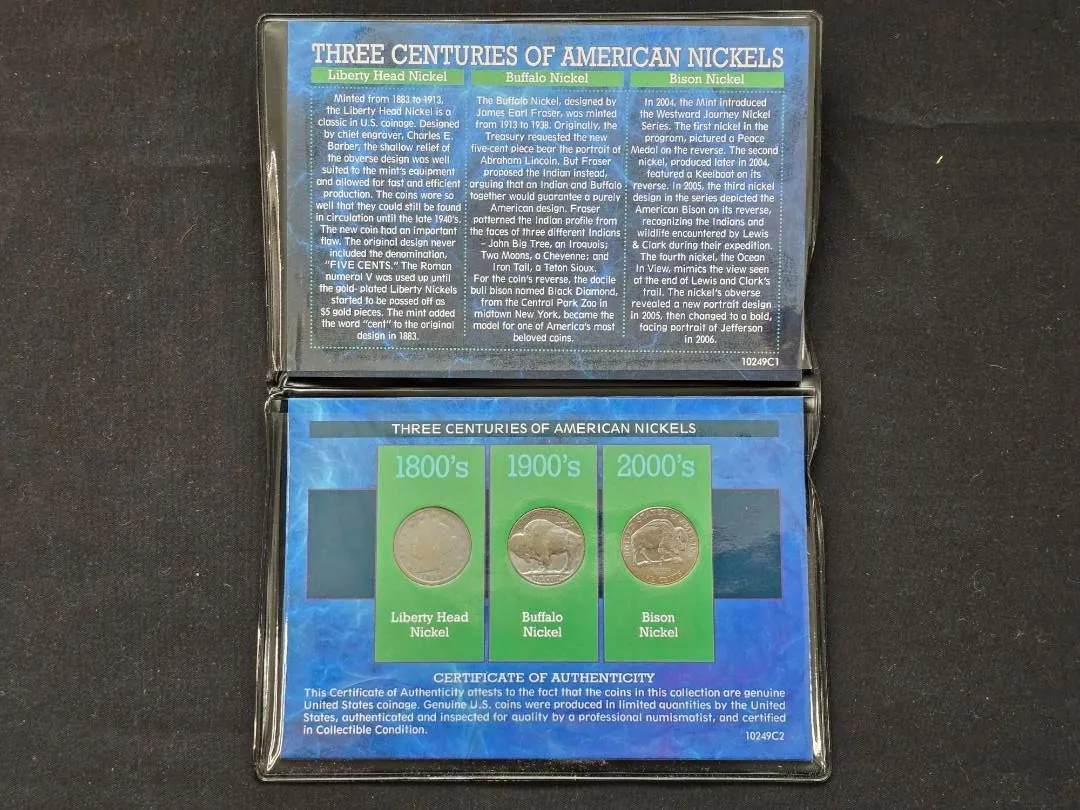 THREE CENTURIES OF AMERICAN NICKELS
Liberty Head Nickel
Minted from 1883 to 1913,
the Liberty Head Nickel is a
classic in U.S. coinage. Designed
by chief engraver, Charles E.
Barber, the shallow relief of
the obverse design was well
suited to the mint's equipment
and allowed for fast and efficient
production. The coins wore so
well that they could still be found
in circulation until the late 1940's.
The new coin had an important
flaw. The original design never
included the denomination,
"FIVE CENTS." The Roman
numeral V was used up until
the gold-plated Liberty Nickels
started to be passed off as
$5 gold pieces. The mint added
the word "cent" to the original
design in 1883.
Buffalo Nickel
The Buffalo Nickel, designed by
James Earl Fraser, was minted
from 1913 to 1938. Originally, the
Treasury requested the new
five-cent piece bear the portrait of
Abraham Lincoln. But Fraser
proposed the Indian instead,
arguing that an Indian and Buffalo
together would guarantee a purely
American design. Fraser
patterned the Indian profile from
the faces of three different Indians
– John Big Tree, an Iroquois;
Two Moons, a Cheyenne; and
Iron Tail, a Teton Sioux.
For the coin's reverse, the docile
bull bison named Black Diamond,
from the Central Park Zoo in
midtown New York, became the
model for one of America's most
beloved coins.
Bison Nickel
In 2004, the Mint introduced
the Westward Journey Nickel
Series. The first nickel in the
program, pictured a Peace
Medal on the reverse. The second
nickel, produced later in 2004,
featured a Keelboat on its
reverse. In 2005, the third nickel
design in the series depicted the
American Bison on its reverse,
recognizing the Indians and
wildlife encountered by Lewis
& Clark during their expedition.
The fourth nickel, the Ocean
In View, mimics the view seen
at the end of Lewis and Clark's
trail. The nickel's obverse
revealed a new portrait design
in 2005, then changed to a bold,
facing portrait of Jefferson
in 2006.
10249C1
THREE CENTURIES OF AMERICAN NICKELS
1800's
1900's
2000's
UNITED STATES OF AMERICA
Liberty Head
Nickel
Buffalo
Nickel
Bison
Nickel
CERTIFICATE OF AUTHENTICITY
This Certificate of Authenticity attests to the fact that the coins in this collection are genuine
United States coinage. Genuine U.S. coins were produced in limited quantities by the United
States, authenticated and inspected for quality by a professional numismatist, and certified
in Collectible Condition.
10249C2